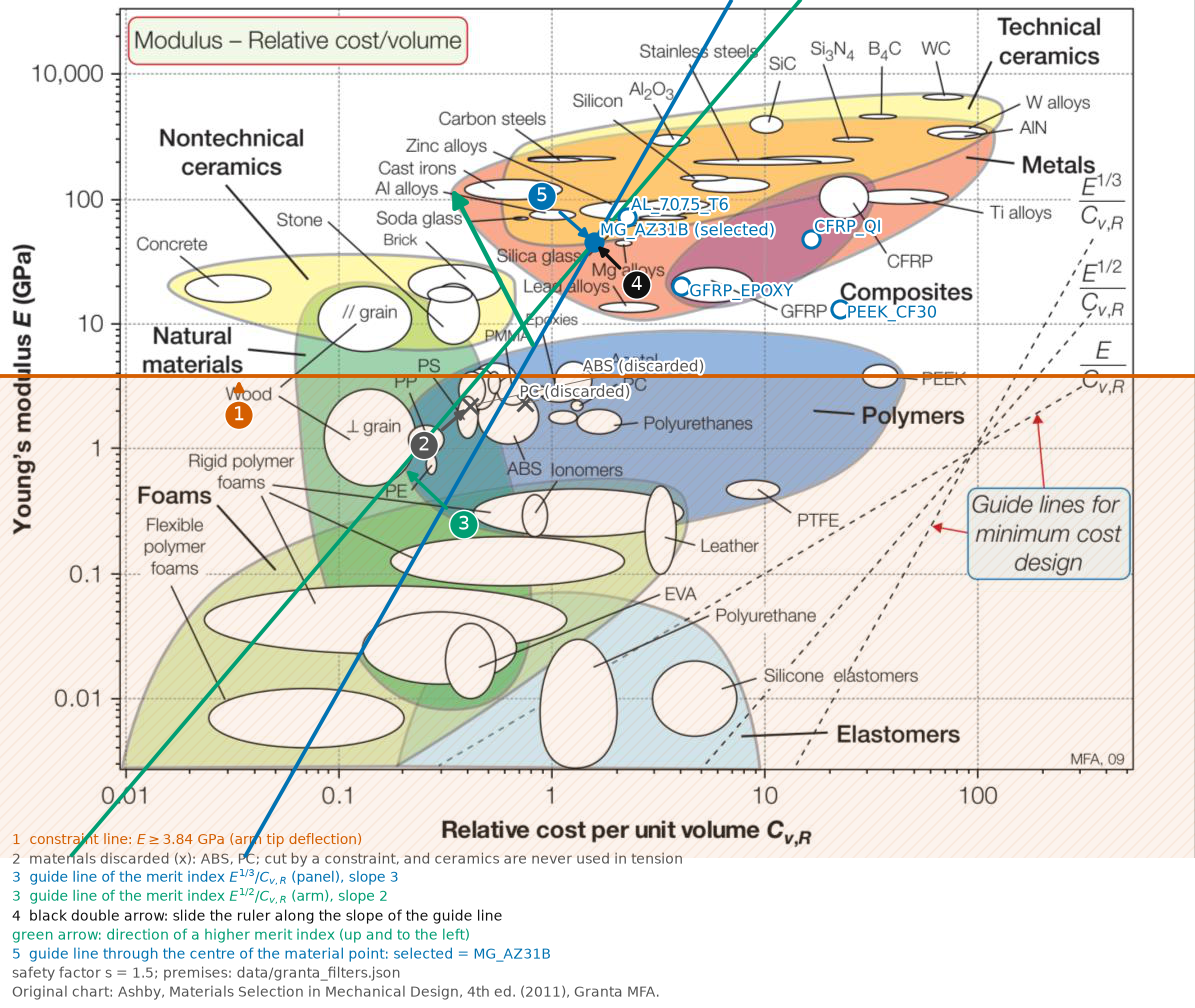 Modulus – Relative cost/volume
Technical
ceramics
Stainless steels
Si3N4
B4C
WC
SiC
10,000
Al2O3
Silicon
W alloys
AlN
Carbon steels
Nontechnical
ceramics
Zinc alloys
Cast irons
Metals
Al alloys
E^1/3
C_v,R
100
5
AL_7075_T6
Soda glass
Ti alloys
Stone
MG_AZ31B (selected)
CFRP_QI
Concrete
Brick
Silica glass
CFRP
Mg alloys
E^1/2
C_v,R
Lead alloys
4
GFRP_EPOXY
Composites
// grain
GFRP
PEEK_CF30
10
Epoxies
Natural
materials
PMMA
E
C_v,R
PS
ABS (discarded)
Acetal
PP
PC
PEEK
Wood
PC (discarded)
1
Polymers
⊥ grain
Polyurethanes
2
1
Rigid polymer
foams
ABS
Ionomers
PE
Foams
PTFE
Guide lines for
minimum cost
design
Flexible
polymer
foams
3
Leather
0.1
EVA
Polyurethane
Silicone elastomers
0.01
Elastomers
MFA, 09
Young's modulus E (GPa)
0.01
0.1
1
10
100
Relative cost per unit volume C_v,R
1 constraint line: E ≥ 3.84 GPa (arm tip deflection)
2 materials discarded (x): ABS, PC; cut by a constraint, and ceramics are never used in tension
3 guide line of the merit index E^1/3/C_v,R (panel), slope 3
3 guide line of the merit index E^1/2/C_v,R (arm), slope 2
4 black double arrow: slide the ruler along the slope of the guide line
green arrow: direction of a higher merit index (up and to the left)
5 guide line through the centre of the material point: selected = MG_AZ31B
safety factor s = 1.5; premises: data/granta_filters.json
Original chart: Ashby, Materials Selection in Mechanical Design, 4th ed. (2011), Granta MFA.